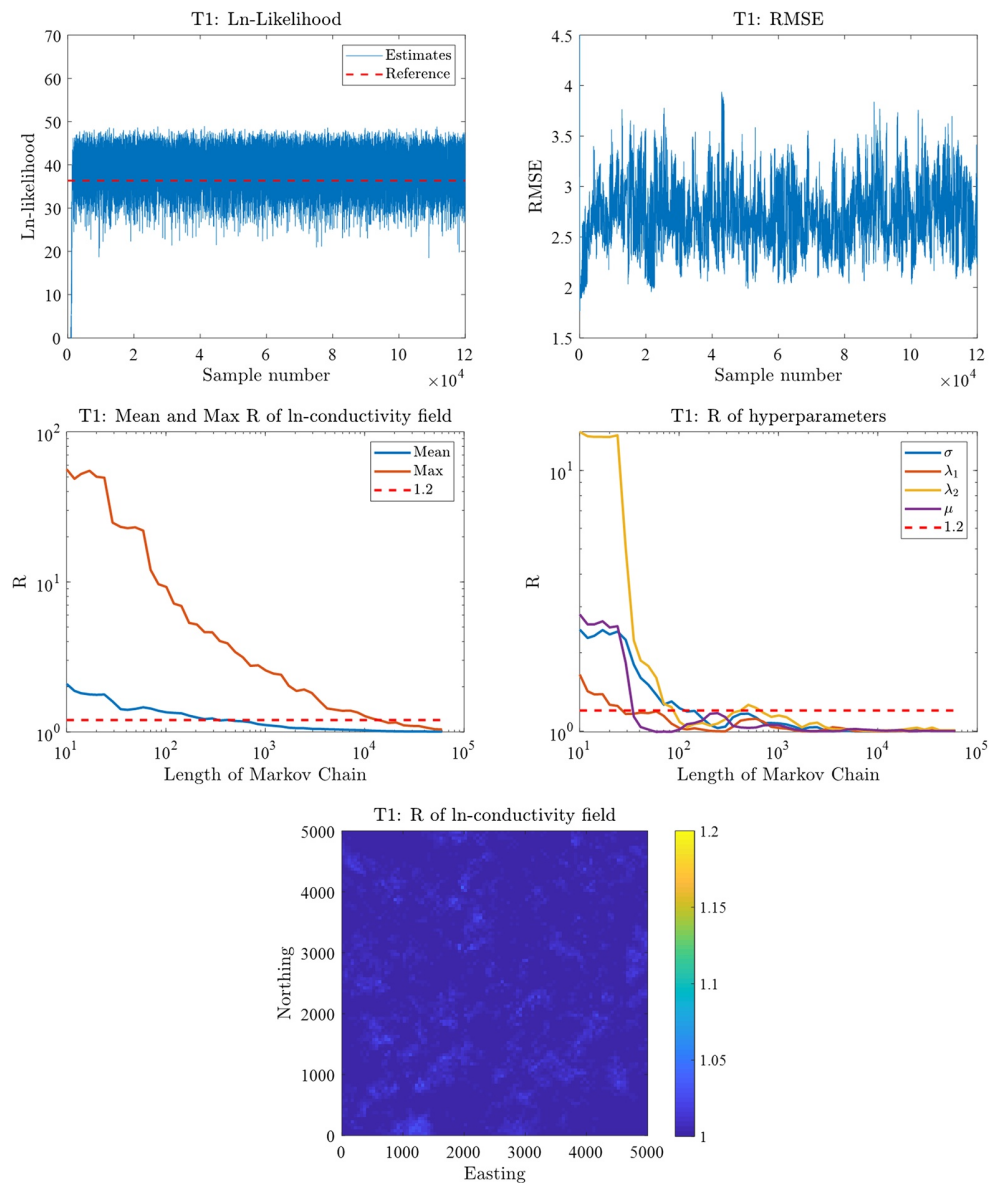 T1: Ln-Likelihood
70
60
50
40
30
20
10
0
Ln-likelihood
Estimates
Reference
0 2 4 6 8 10 12
×10^4
Sample number
T1: RMSE
4.5
4
3.5
3
2.5
2
1.5
RMSE
0 2 4 6 8 10 12
×10^4
Sample number
T1: Mean and Max R of ln-conductivity field
10^2
10^1
10^0
R
Mean
Max
1.2
10^1 10^2 10^3 10^4 10^5
Length of Markov Chain
T1: R of hyperparameters
10^1
10^0
R
σ
λ₁
λ₂
μ
1.2
10^1 10^2 10^3 10^4 10^5
Length of Markov Chain
T1: R of ln-conductivity field
5000
4000
3000
2000
1000
0
Northing
0 1000 2000 3000 4000 5000
Easting
1.2
1.15
1.1
1.05
1